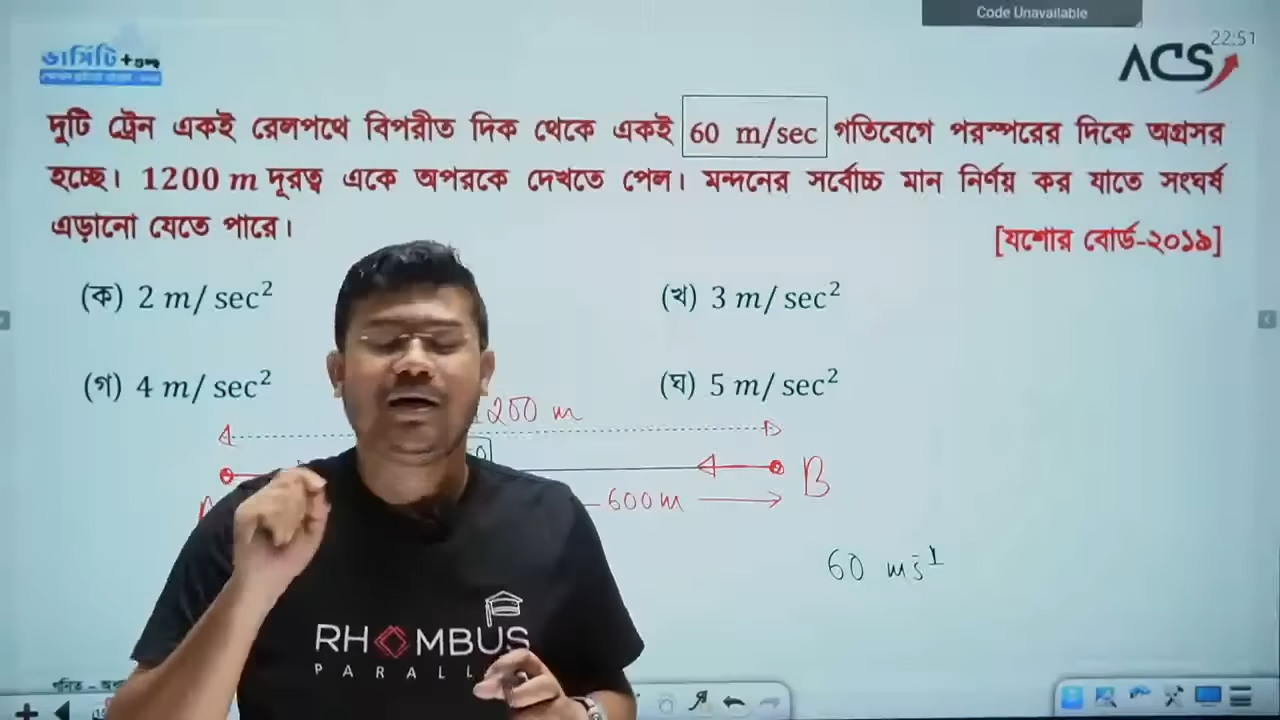 Code Unavailable
22:51
ভার্সিটি +
ACS
দুটি ট্রেন একই রেলপথে বিপরীত দিক থেকে একই 60 m/sec গতিবেগে পরস্পরের দিকে অগ্রসর
হচ্ছে। 1200 m দূরত্ব একে অপরকে দেখতে পেল। মন্দনের সর্বোচ্চ মান নির্ণয় কর যাতে সংঘর্ষ
এড়ানো যেতে পারে।
[যশোর বোর্ড-২০১৯]
(ক) 2 m/sec² (খ) 3 m/sec²
(গ) 4 m/sec² (ঘ) 5 m/sec²
1200 m
B
600 m
60 ms⁻¹
RHOMBUS
PARALL
গনিত –